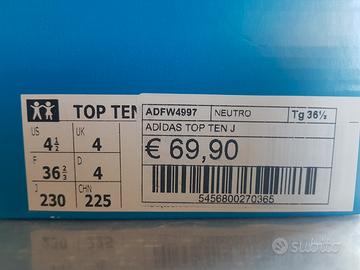 TOP TEN
US
UK
4½
4
F
D
36⅔
4
J
CHN
230
225
ADFW4997
NEUTRO
Tg 36½
ADIDAS TOP TEN J
€ 69,90
5456800270365
subito